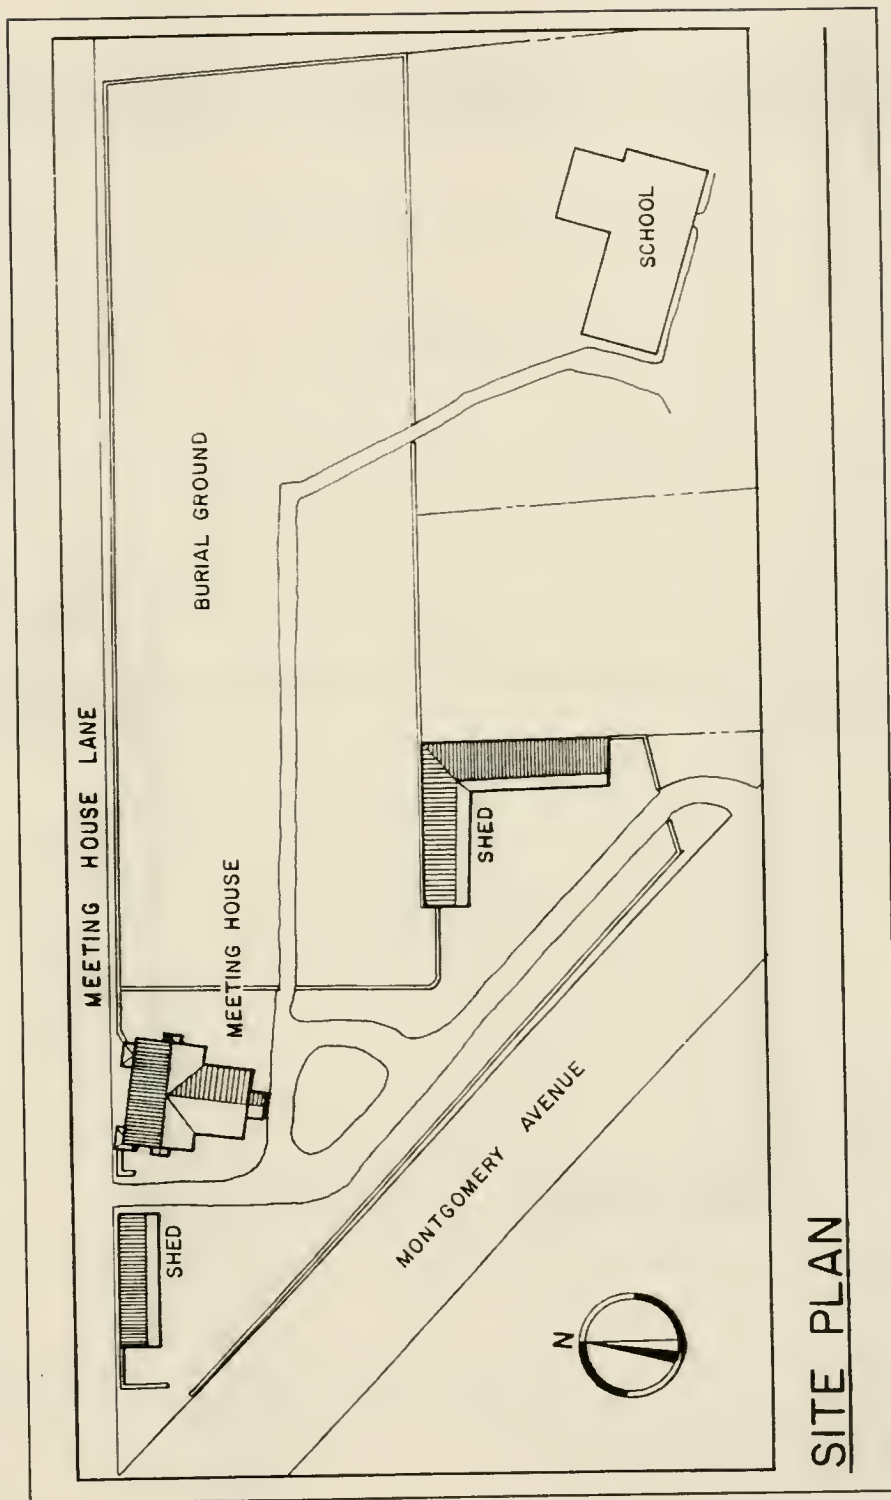 MEETING HOUSE LANE
BURIAL GROUND
SCHOOL
MEETING HOUSE
SHED
SHED
MONTGOMERY AVENUE
N
SITE PLAN